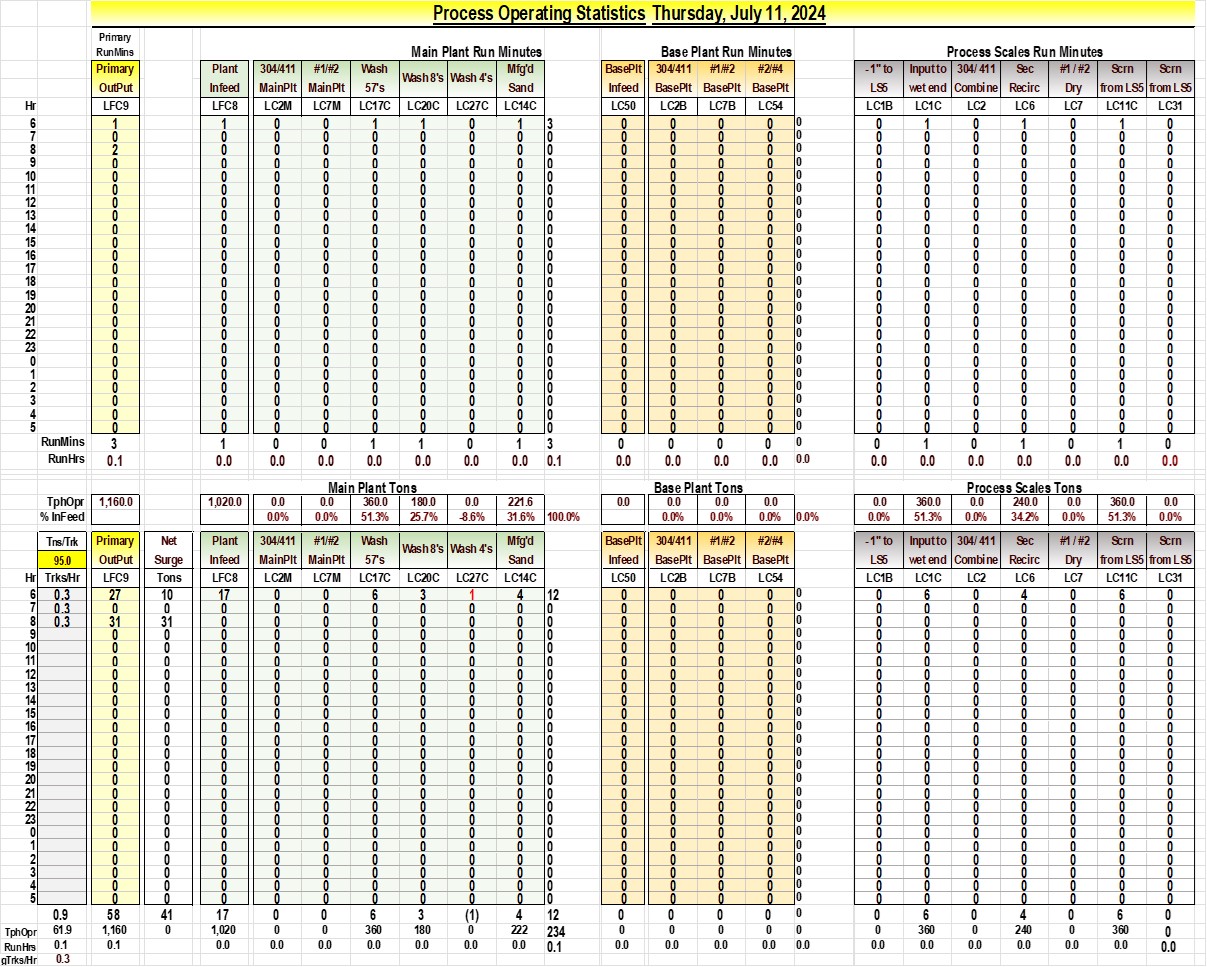 Process Operating Statistics Thursday, July 11, 2024
Primary
RunMins Main Plant Run Minutes Base Plant Run Minutes Process Scales Run Minutes
Primary Plant 304/411 #1/#2 Wash Wash 8's Wash 4's Mfg'd BasePlt 304/411 #1/#2 #2/#4 -1" to Input to 304/ 411 Sec #1 / #2 Scrn Scrn
OutPut Infeed MainPlt MainPlt 57's Sand Infeed BasePlt BasePlt BasePlt LS5 wet end Combine Recirc Dry from LS5 from LS5
Hr LFC9 LFC8 LC2M LC7M LC17C LC20C LC27C LC14C LC50 LC2B LC7B LC54 LC1B LC1C LC2 LC6 LC7 LC11C LC31
6 1 1 0 0 1 1 0 1 3 0 0 0 0 0 0 1 0 1 0 1 0
7 0 0 0 0 0 0 0 0 0 0 0 0 0 0 0 0 0 0 0 0
8 2 0 0 0 0 0 0 0 0 0 0 0 0 0 0 0 0 0 0 0
9 0 0 0 0 0 0 0 0 0 0 0 0 0 0 0 0 0 0 0 0
10 0 0 0 0 0 0 0 0 0 0 0 0 0 0 0 0 0 0 0 0
11 0 0 0 0 0 0 0 0 0 0 0 0 0 0 0 0 0 0 0 0
12 0 0 0 0 0 0 0 0 0 0 0 0 0 0 0 0 0 0 0 0
13 0 0 0 0 0 0 0 0 0 0 0 0 0 0 0 0 0 0 0 0
14 0 0 0 0 0 0 0 0 0 0 0 0 0 0 0 0 0 0 0 0
15 0 0 0 0 0 0 0 0 0 0 0 0 0 0 0 0 0 0 0 0
16 0 0 0 0 0 0 0 0 0 0 0 0 0 0 0 0 0 0 0 0
17 0 0 0 0 0 0 0 0 0 0 0 0 0 0 0 0 0 0 0 0
18 0 0 0 0 0 0 0 0 0 0 0 0 0 0 0 0 0 0 0 0
19 0 0 0 0 0 0 0 0 0 0 0 0 0 0 0 0 0 0 0 0
20 0 0 0 0 0 0 0 0 0 0 0 0 0 0 0 0 0 0 0 0
21 0 0 0 0 0 0 0 0 0 0 0 0 0 0 0 0 0 0 0 0
22 0 0 0 0 0 0 0 0 0 0 0 0 0 0 0 0 0 0 0 0
23 0 0 0 0 0 0 0 0 0 0 0 0 0 0 0 0 0 0 0 0
0 0 0 0 0 0 0 0 0 0 0 0 0 0 0 0 0 0 0 0 0
1 0 0 0 0 0 0 0 0 0 0 0 0 0 0 0 0 0 0 0 0
2 0 0 0 0 0 0 0 0 0 0 0 0 0 0 0 0 0 0 0 0
3 0 0 0 0 0 0 0 0 0 0 0 0 0 0 0 0 0 0 0 0
4 0 0 0 0 0 0 0 0 0 0 0 0 0 0 0 0 0 0 0 0
5 0 0 0 0 0 0 0 0 0 0 0 0 0 0 0 0 0 0 0 0
RunMins 3 1 0 0 1 1 0 1 3 0 0 0 0 0 0 1 0 1 0 1 0
RunHrs 0.1 0.0 0.0 0.0 0.0 0.0 0.0 0.0 0.1 0.0 0.0 0.0 0.0 0.0 0.0 0.0 0.0 0.0 0.0 0.0 0.0
Main Plant Tons Base Plant Tons Process Scales Tons
TphOpr 1,160.0 1,020.0 0.0 0.0 360.0 180.0 0.0 221.6 0.0 0.0 0.0 0.0 0.0 360.0 0.0 240.0 0.0 360.0 0.0
% InFeed 0.0% 0.0% 51.3% 25.7% -8.6% 31.6% 100.0% 0.0% 0.0% 0.0% 0.0% 0.0% 51.3% 0.0% 34.2% 0.0% 51.3% 0.0%
Tns/Trk Primary Net Plant 304/411 #1/#2 Wash Wash 8's Wash 4's Mfg'd BasePlt 304/411 #1/#2 #2/#4 -1" to Input to 304/ 411 Sec #1 / #2 Scrn Scrn
95.0 OutPut Surge Infeed MainPlt MainPlt 57's Sand Infeed BasePlt BasePlt BasePlt LS5 wet end Combine Recirc Dry from LS5 from LS5
Hr Trks/Hr LFC9 Tons LFC8 LC2M LC7M LC17C LC20C LC27C LC14C LC50 LC2B LC7B LC54 LC1B LC1C LC2 LC6 LC7 LC11C LC31
6 0.3 27 10 17 0 0 6 3 1 4 12 0 0 0 0 0 0 6 0 4 0 6 0
7 0.3 0 0 0 0 0 0 0 0 0 0 0 0 0 0 0 0 0 0 0 0 0
8 0.3 31 31 0 0 0 0 0 0 0 0 0 0 0 0 0 0 0 0 0 0 0
9 0 0 0 0 0 0 0 0 0 0 0 0 0 0 0 0 0 0 0 0 0
10 0 0 0 0 0 0 0 0 0 0 0 0 0 0 0 0 0 0 0 0 0
11 0 0 0 0 0 0 0 0 0 0 0 0 0 0 0 0 0 0 0 0 0
12 0 0 0 0 0 0 0 0 0 0 0 0 0 0 0 0 0 0 0 0 0
13 0 0 0 0 0 0 0 0 0 0 0 0 0 0 0 0 0 0 0 0 0
14 0 0 0 0 0 0 0 0 0 0 0 0 0 0 0 0 0 0 0 0 0
15 0 0 0 0 0 0 0 0 0 0 0 0 0 0 0 0 0 0 0 0 0
16 0 0 0 0 0 0 0 0 0 0 0 0 0 0 0 0 0 0 0 0 0
17 0 0 0 0 0 0 0 0 0 0 0 0 0 0 0 0 0 0 0 0 0
18 0 0 0 0 0 0 0 0 0 0 0 0 0 0 0 0 0 0 0 0 0
19 0 0 0 0 0 0 0 0 0 0 0 0 0 0 0 0 0 0 0 0 0
20 0 0 0 0 0 0 0 0 0 0 0 0 0 0 0 0 0 0 0 0 0
21 0 0 0 0 0 0 0 0 0 0 0 0 0 0 0 0 0 0 0 0 0
22 0 0 0 0 0 0 0 0 0 0 0 0 0 0 0 0 0 0 0 0 0
23 0 0 0 0 0 0 0 0 0 0 0 0 0 0 0 0 0 0 0 0 0
0 0 0 0 0 0 0 0 0 0 0 0 0 0 0 0 0 0 0 0 0 0
1 0 0 0 0 0 0 0 0 0 0 0 0 0 0 0 0 0 0 0 0 0
2 0 0 0 0 0 0 0 0 0 0 0 0 0 0 0 0 0 0 0 0 0
3 0 0 0 0 0 0 0 0 0 0 0 0 0 0 0 0 0 0 0 0 0
4 0 0 0 0 0 0 0 0 0 0 0 0 0 0 0 0 0 0 0 0 0
5 0 0 0 0 0 0 0 0 0 0 0 0 0 0 0 0 0 0 0 0 0
0.9 58 41 17 0 0 6 3 (1) 4 12 0 0 0 0 0 0 6 0 4 0 6 0
TphOpr 61.9 1,160 0 1,020 0 0 360 180 0 222 234 0 0 0 0 0 360 0 240 0 360 0
RunHrs 0.1 0.1 0.0 0.0 0.0 0.0 0.0 0.0 0.0 0.1 0.0 0.0 0.0 0.0 0.0 0.0 0.0 0.0 0.0 0.0 0.0
gTrks/Hr 0.3